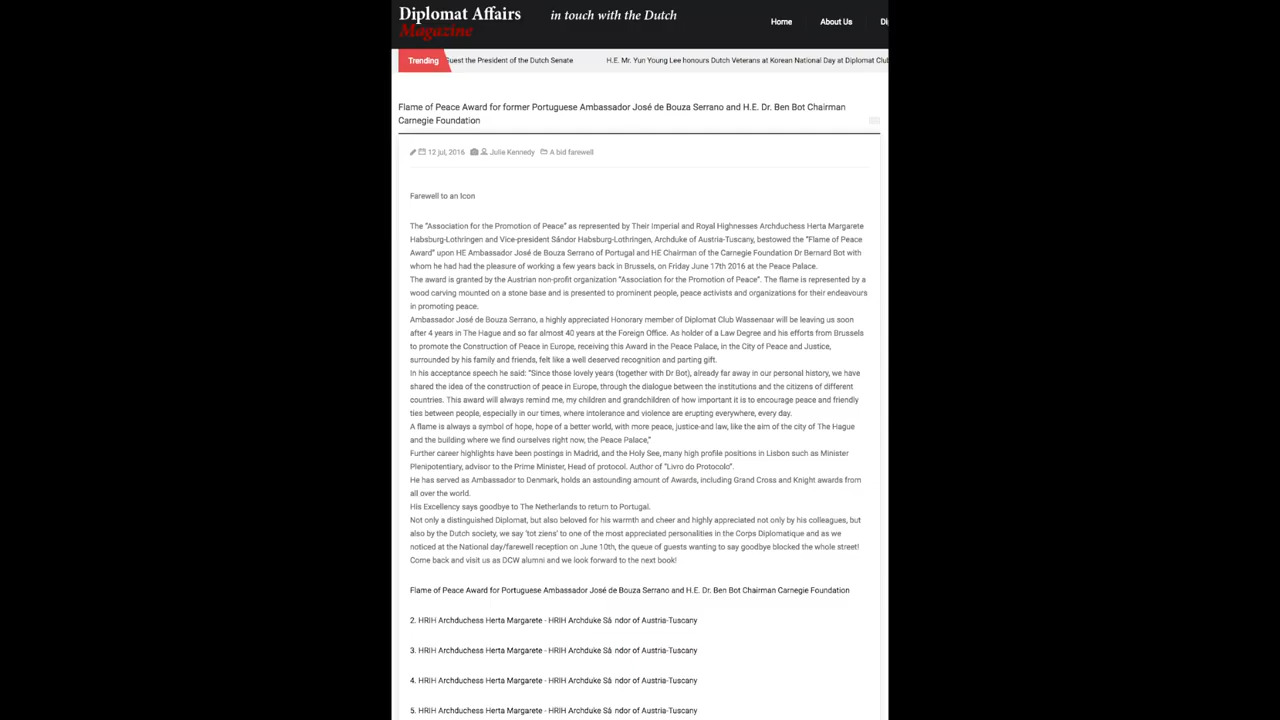 Diplomat Affairs
Magazine
in touch with the Dutch
Home
About Us
Trending
Guest the President of the Dutch Senate
H.E. Mr. Yun Young Lee honours Dutch Veterans at Korean National Day at Diplomat Club
Flame of Peace Award for former Portuguese Ambassador José de Bouza Serrano and H.E. Dr. Ben Bot Chairman
Carnegie Foundation
12 jul, 2016 Julie Kennedy A bid farewell
Farewell to an Icon
The "Association for the Promotion of Peace" as represented by Their Imperial and Royal Highnesses Archduchess Herta Margarete
Habsburg-Lothringen and Vice-president Sándor Habsburg-Lothringen, Archduke of Austria-Tuscany, bestowed the "Flame of Peace
Award" upon HE Ambassador José de Bouza Serrano of Portugal and HE Chairman of the Carnegie Foundation Dr Bernard Bot with
whom he had had the pleasure of working a few years back in Brussels, on Friday June 17th 2016 at the Peace Palace.
The award is granted by the Austrian non-profit organization "Association for the Promotion of Peace". The flame is represented by a
wood carving mounted on a stone base and is presented to prominent people, peace activists and organizations for their endeavours
in promoting peace.
Ambassador José de Bouza Serrano, a highly appreciated Honorary member of Diplomat Club Wassenaar will be leaving us soon
after 4 years in The Hague and so far almost 40 years at the Foreign Office. As holder of a Law Degree and his efforts from Brussels
to promote the Construction of Peace in Europe, receiving this Award in the Peace Palace, in the City of Peace and Justice,
surrounded by his family and friends, felt like a well deserved recognition and parting gift.
In his acceptance speech he said: "Since those lovely years (together with Dr Bot), already far away in our personal history, we have
shared the idea of the construction of peace in Europe, through the dialogue between the institutions and the citizens of different
countries. This award will always remind me, my children and grandchildren of how important it is to encourage peace and friendly
ties between people, especially in our times, where intolerance and violence are erupting everywhere, every day.
A flame is always a symbol of hope, hope of a better world, with more peace, justice-and law, like the aim of the city of The Hague
and the building where we find ourselves right now, the Peace Palace,"
Further career highlights have been postings in Madrid, and the Holy See, many high profile positions in Lisbon such as Minister
Plenipotentiary, advisor to the Prime Minister, Head of protocol. Author of "Livro do Protocolo".
He has served as Ambassador to Denmark, holds an astounding amount of Awards, including Grand Cross and Knight awards from
all over the world.
His Excellency says goodbye to The Netherlands to return to Portugal.
Not only a distinguished Diplomat, but also beloved for his warmth and cheer and highly appreciated not only by his colleagues, but
also by the Dutch society, we say 'tot ziens' to one of the most appreciated personalities in the Corps Diplomatique and as we
noticed at the National day/farewell reception on June 10th, the queue of guests wanting to say goodbye blocked the whole street!
Come back and visit us as DCW alumni and we look forward to the next book!
Flame of Peace Award for Portuguese Ambassador José de Bouza Serrano and H.E. Dr. Ben Bot Chairman Carnegie Foundation
2. HRIH Archduchess Herta Margarete - HRIH Archduke Sã ndor of Austria-Tuscany
3. HRIH Archduchess Herta Margarete - HRIH Archduke Sã ndor of Austria-Tuscany
4. HRIH Archduchess Herta Margarete - HRIH Archduke Sã ndor of Austria-Tuscany
5. HRIH Archduchess Herta Margarete - HRIH Archduke Sã ndor of Austria-Tuscany